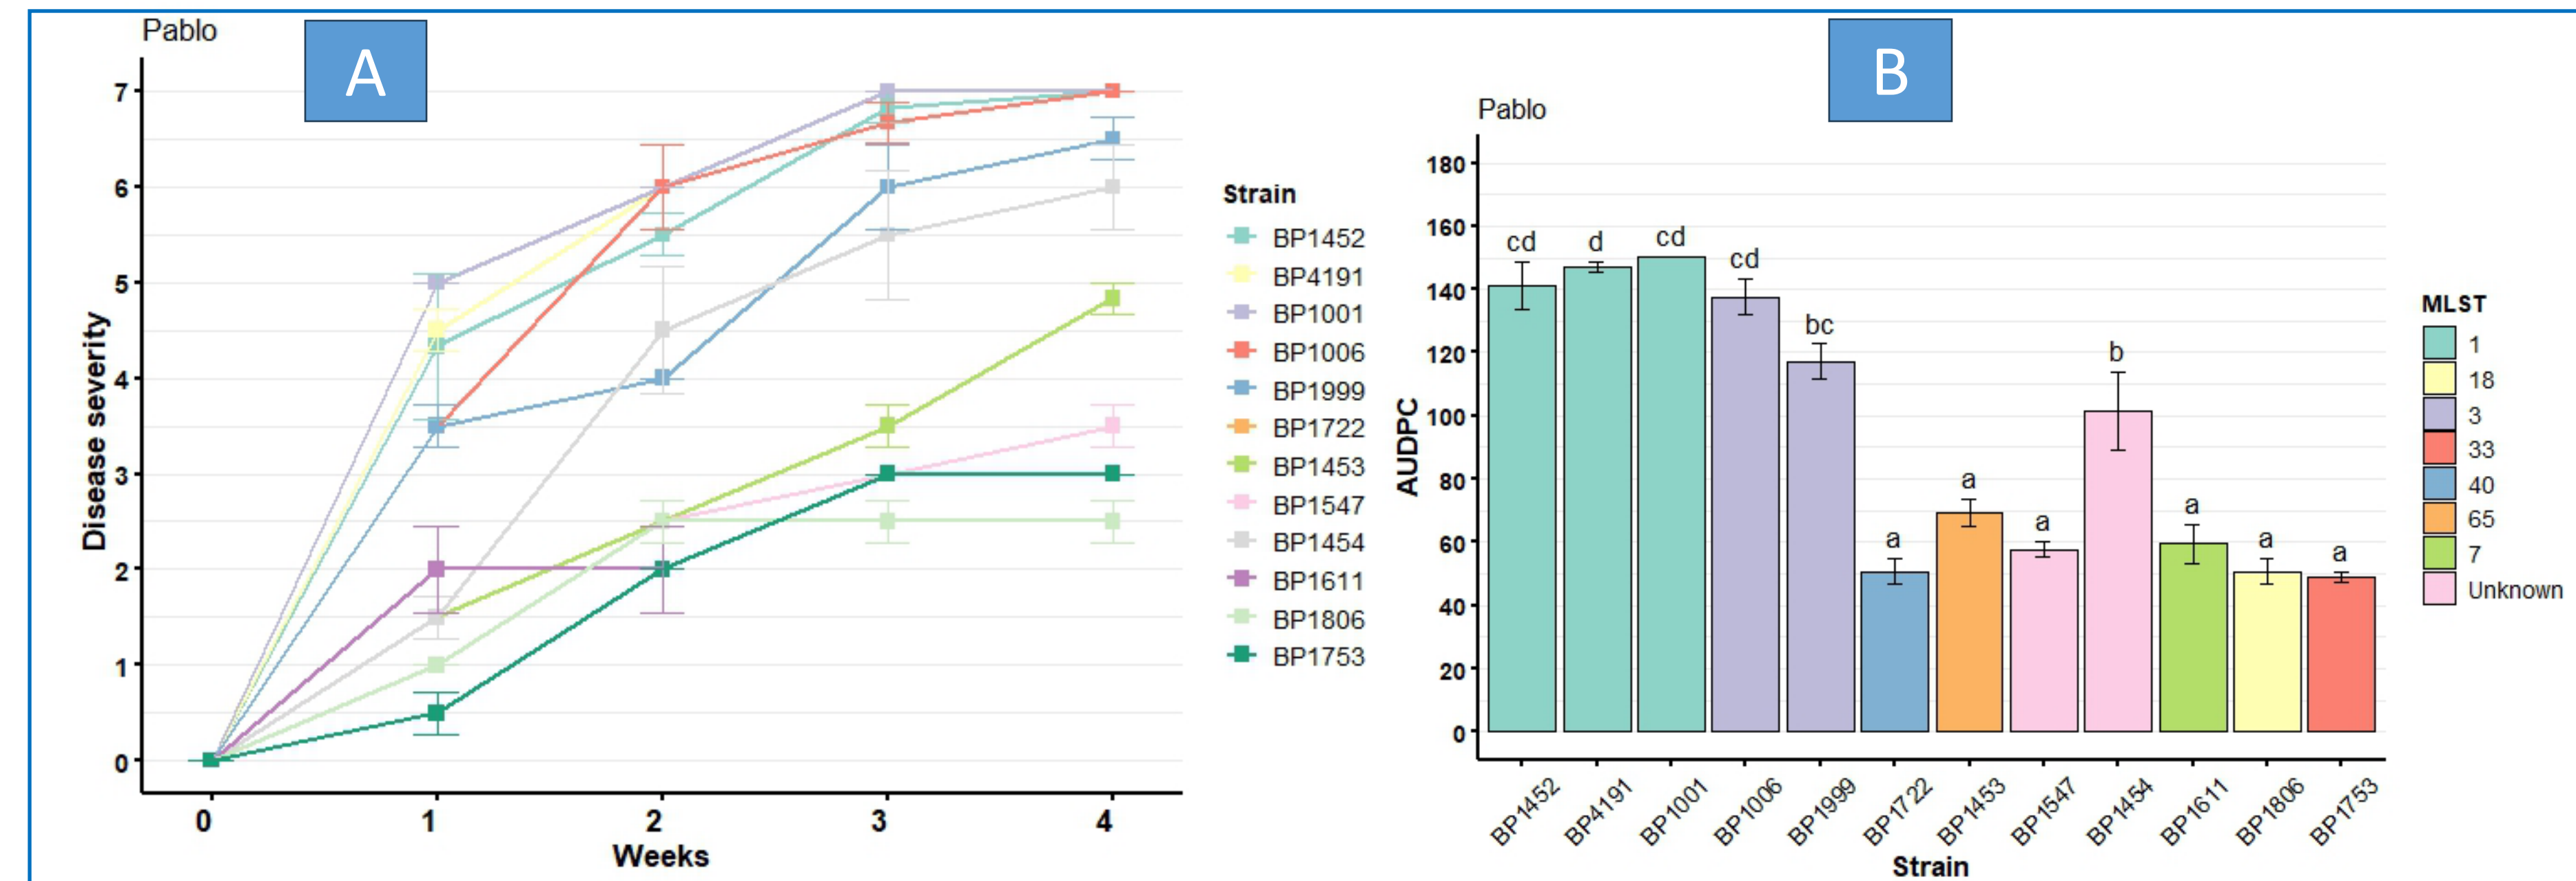 Pablo
A
7
6
5
4
3
2
1
0
Disease severity
0 1 2 3 4
Weeks
Strain
BP1452
BP4191
BP1001
BP1006
BP1999
BP1722
BP1453
BP1547
BP1454
BP1611
BP1806
BP1753
B
Pablo
180
160
140
120
100
80
60
40
20
0
AUDPC
cd d cd cd bc a a a b a a a
BP1452 BP4191 BP1001 BP1006 BP1999 BP1722 BP1453 BP1547 BP1454 BP1611 BP1806 BP1753
Strain
MLST
1
18
3
33
40
65
7
Unknown